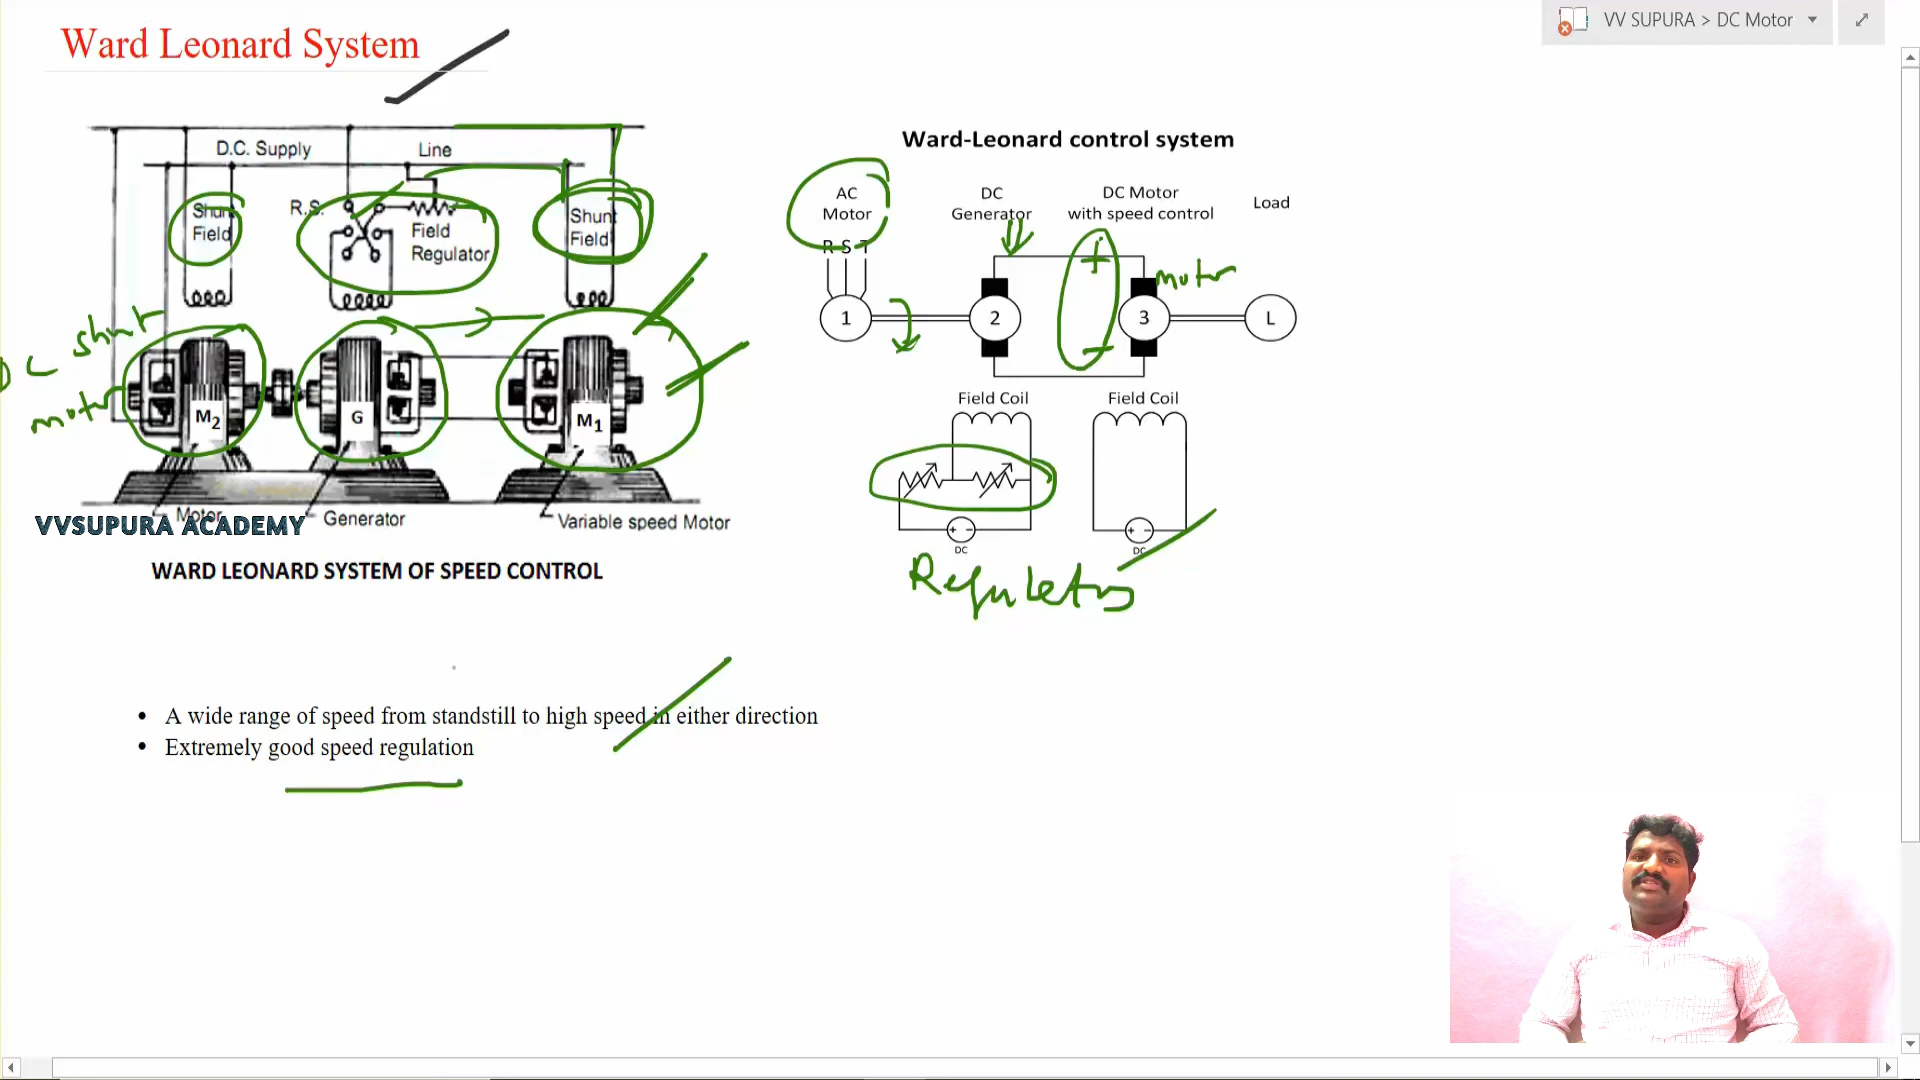 Ward Leonard System
VV SUPURA > DC Motor
D.C. Supply
Line
Shunt
Field
R.S.
Field
Regulator
Shunt
Field
DC shunt
motor
M2
G
M1
Motor
VVSUPURA ACADEMY
Generator
Variable speed Motor
WARD LEONARD SYSTEM OF SPEED CONTROL
Ward-Leonard control system
AC
Motor
R S T
DC
Generator
DC Motor
with speed control
Load
+
-
motor
1
2
3
L
Field Coil
Field Coil
+ -
DC
+ -
DC
• A wide range of speed from standstill to high speed in either direction
• Extremely good speed regulation